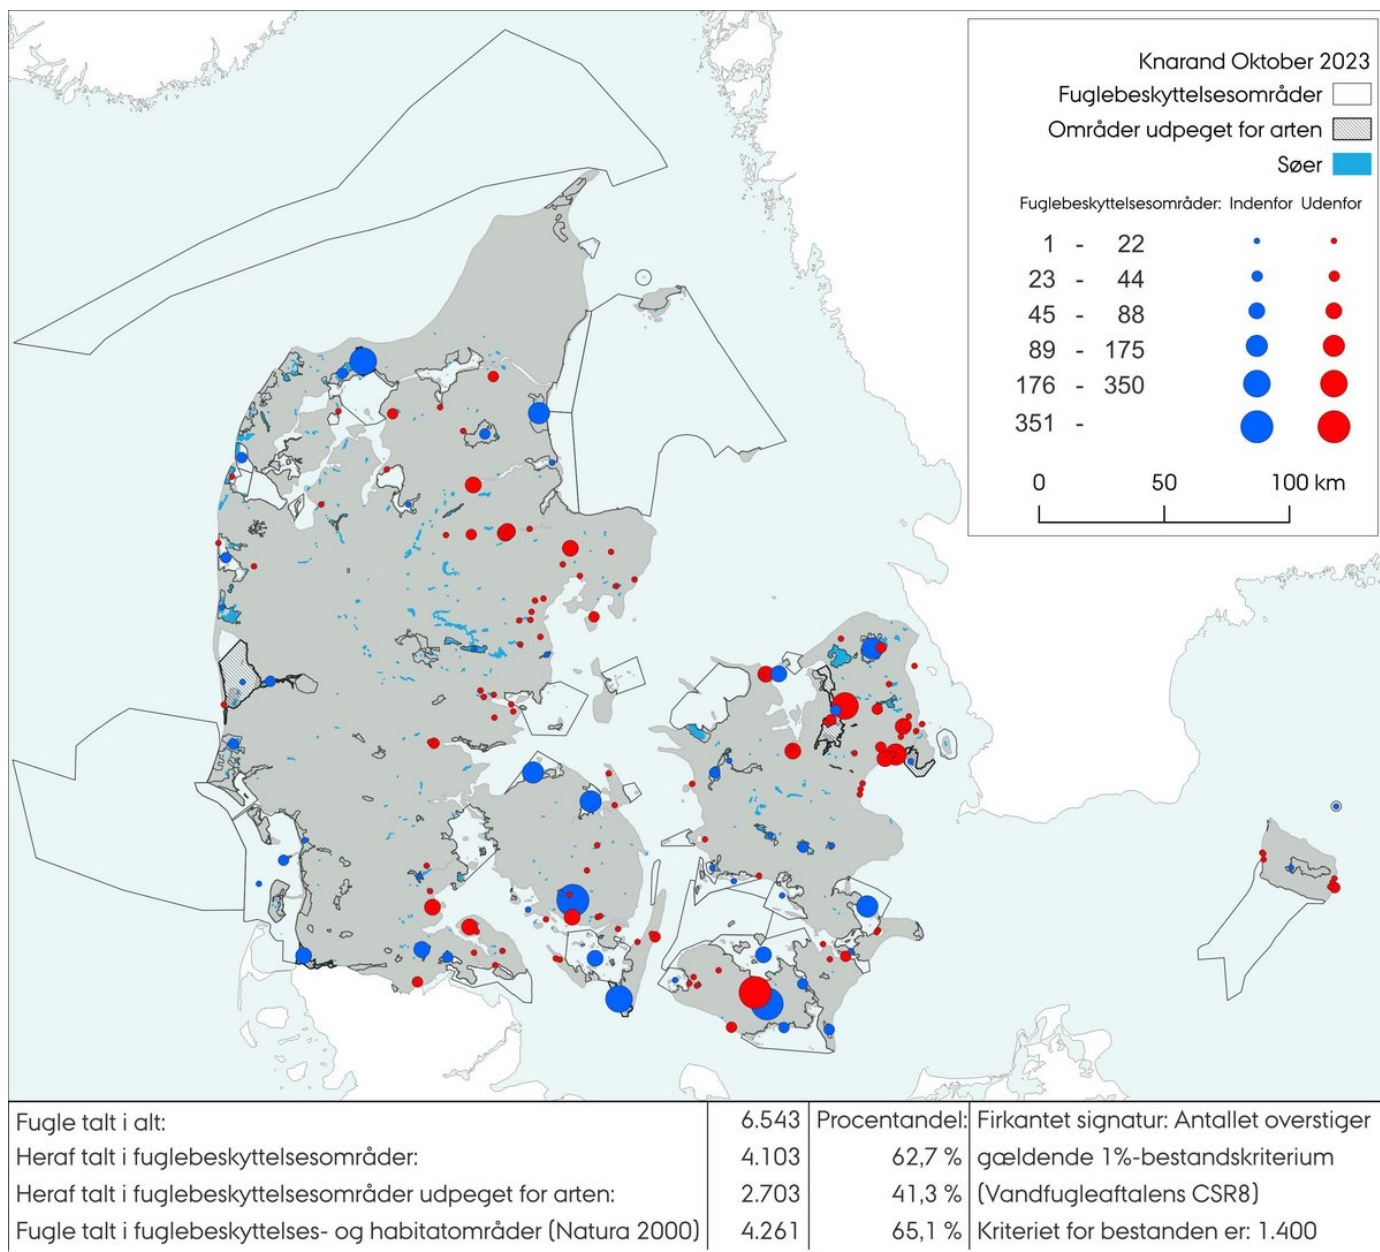 Knarand Oktober 2023
Fuglebeskyttelsesområder
Områder udpeget for arten
Søer
Fuglebeskyttelsesområder: Indenfor Udenfor
1 - 22
23 - 44
45 - 88
89 - 175
176 - 350
351 -
0 50 100 km
Fugle talt i alt: 6.543 Procentandel: Firkantet signatur: Antallet overstiger
Heraf talt i fuglebeskyttelsesområder: 4.103 62,7 % gældende 1%-bestandskriterium
Heraf talt i fuglebeskyttelsesområder udpeget for arten: 2.703 41,3 % (Vandfugleaftalens CSR8)
Fugle talt i fuglebeskyttelses- og habitatområder (Natura 2000) 4.261 65,1 % Kriteriet for bestanden er: 1.400